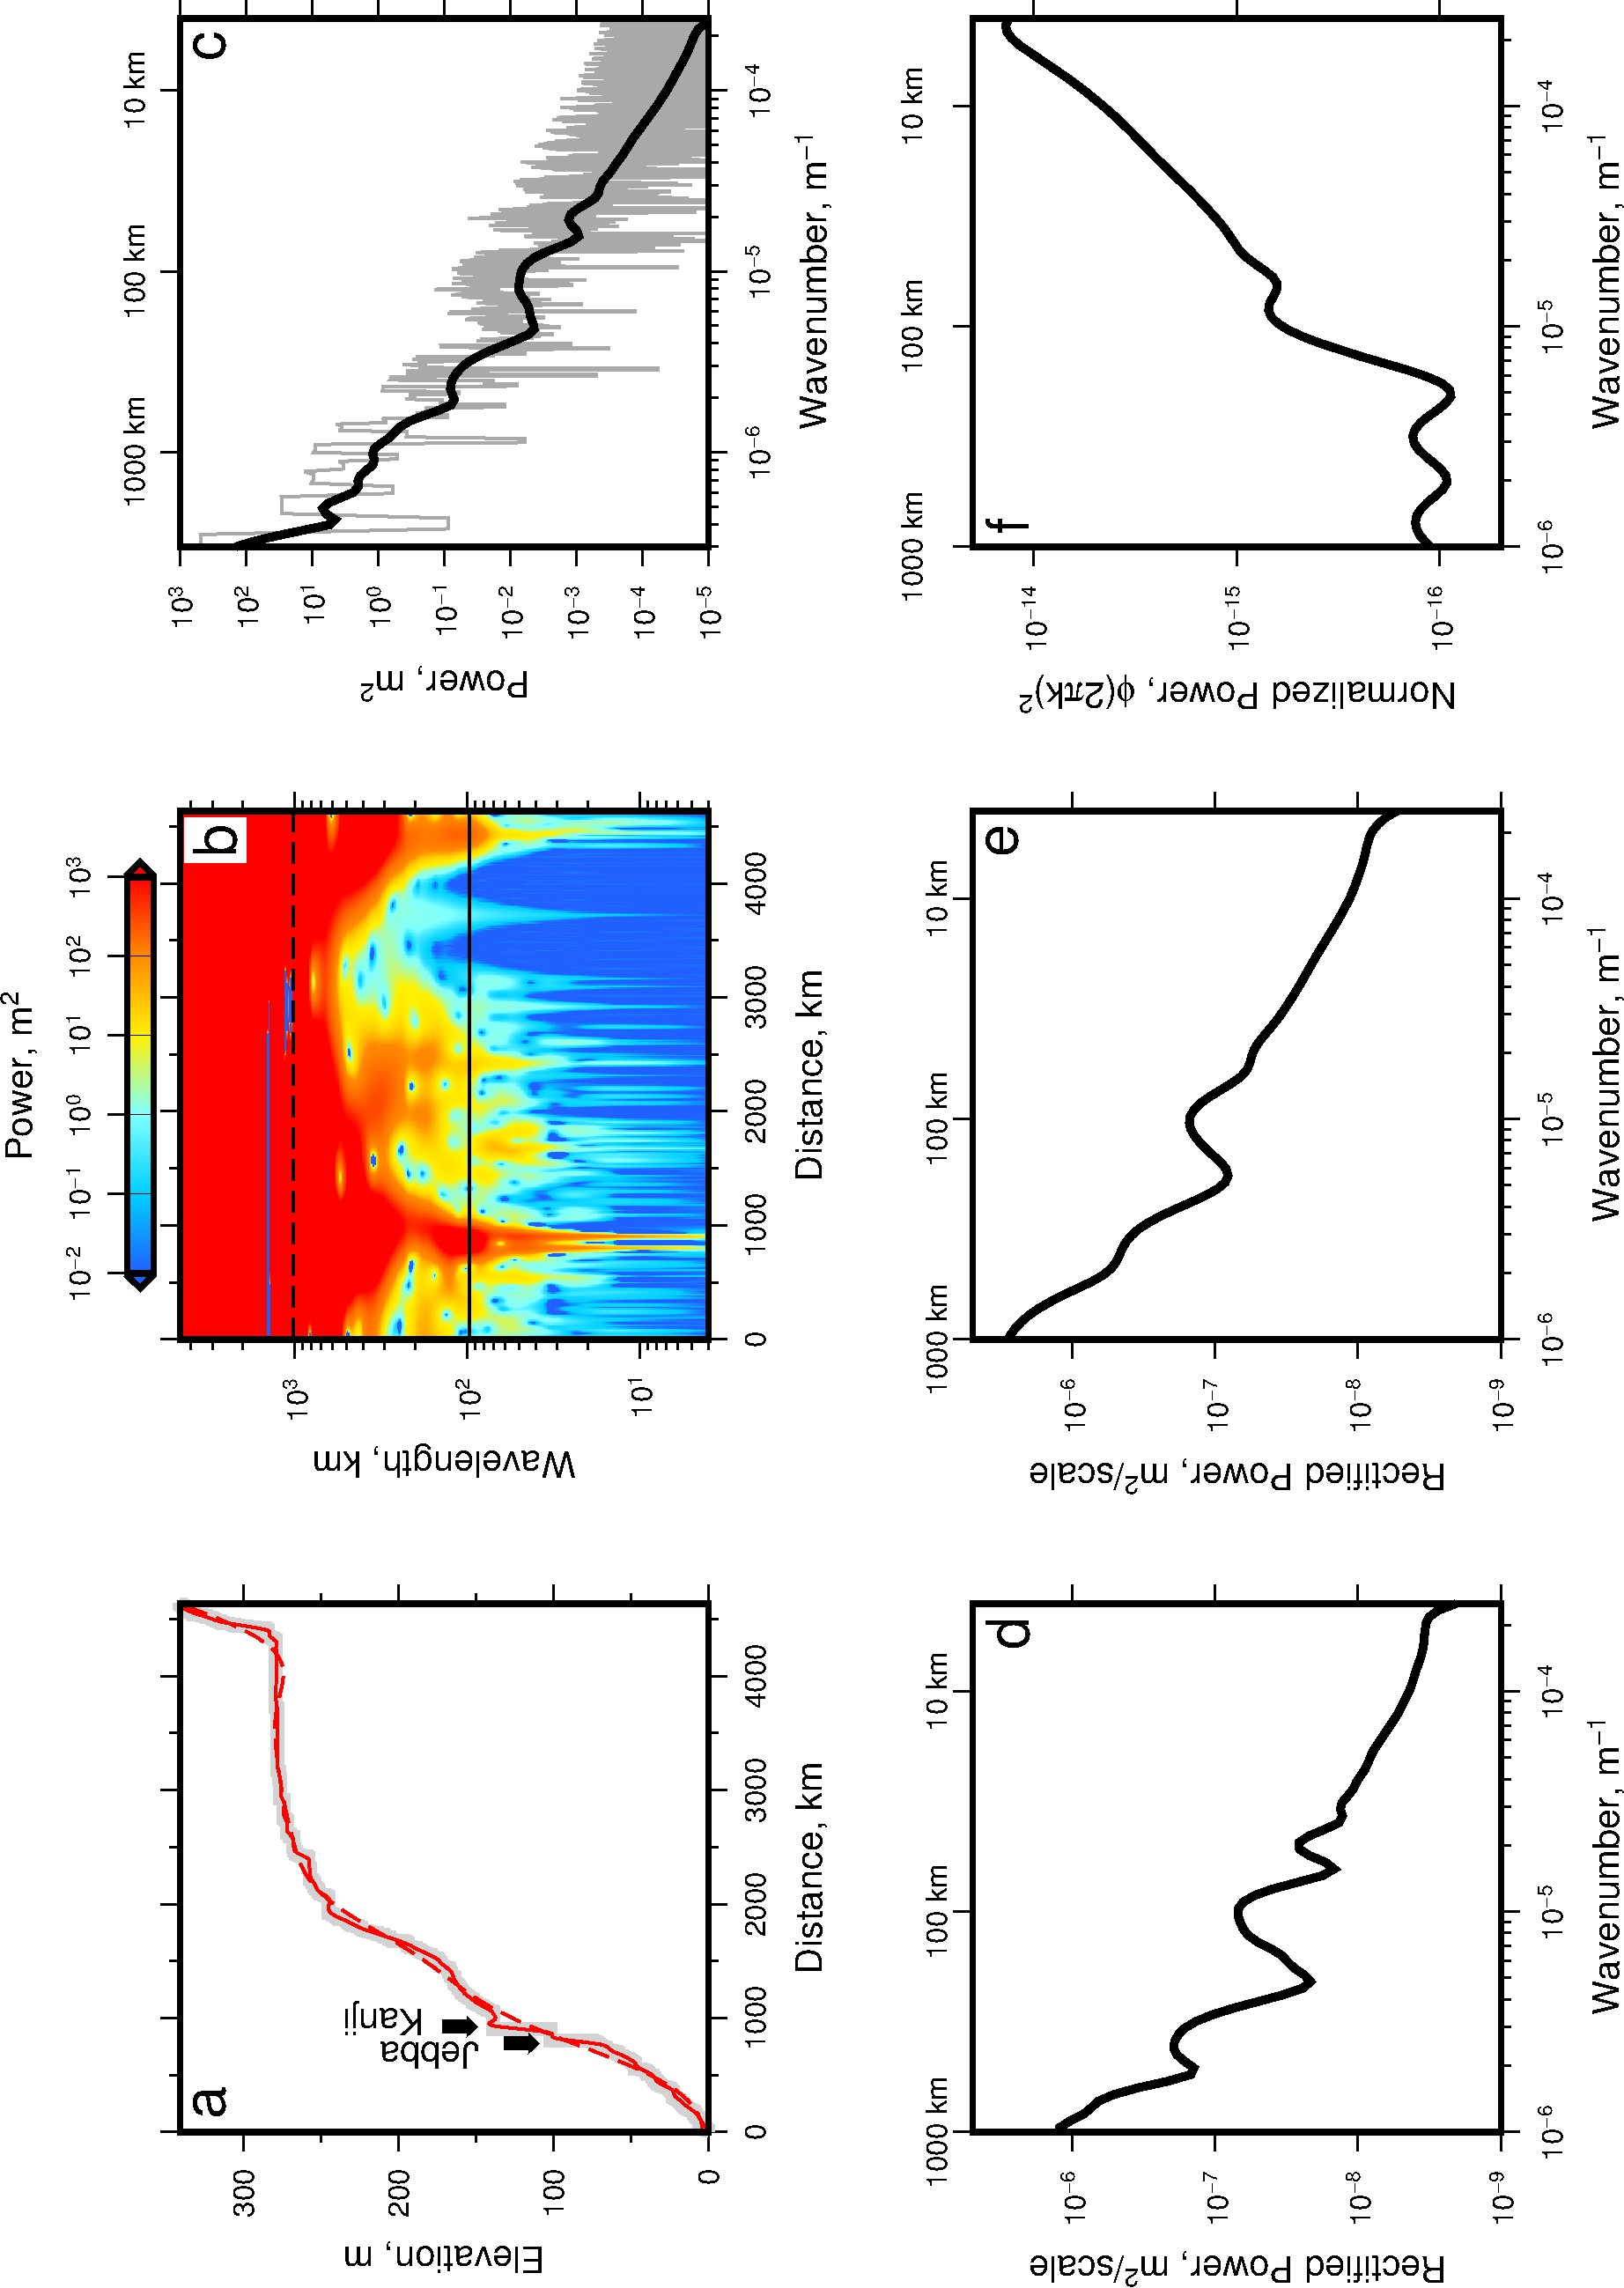 a
Elevation, m
300
200
100
0
Jebba
Kanji
0
1000
2000
3000
4000
Distance, km
Power, m²
10⁻²
10⁻¹
10⁰
10¹
10²
10³
b
Wavelength, km
10³
10²
10¹
0
1000
2000
3000
4000
Distance, km
1000 km
100 km
10 km
c
Power, m²
10³
10²
10¹
10⁰
10⁻¹
10⁻²
10⁻³
10⁻⁴
10⁻⁵
10⁻⁶
10⁻⁵
10⁻⁴
Wavenumber, m⁻¹
1000 km
100 km
10 km
d
Rectified Power, m²/scale
10⁻⁶
10⁻⁷
10⁻⁸
10⁻⁹
10⁻⁶
10⁻⁵
10⁻⁴
Wavenumber, m⁻¹
1000 km
100 km
10 km
e
Rectified Power, m²/scale
10⁻⁶
10⁻⁷
10⁻⁸
10⁻⁹
10⁻⁶
10⁻⁵
10⁻⁴
Wavenumber, m⁻¹
1000 km
100 km
10 km
f
Normalized Power, ϕ(2πk)²
10⁻¹⁴
10⁻¹⁵
10⁻¹⁶
10⁻⁶
10⁻⁵
10⁻⁴
Wavenumber, m⁻¹